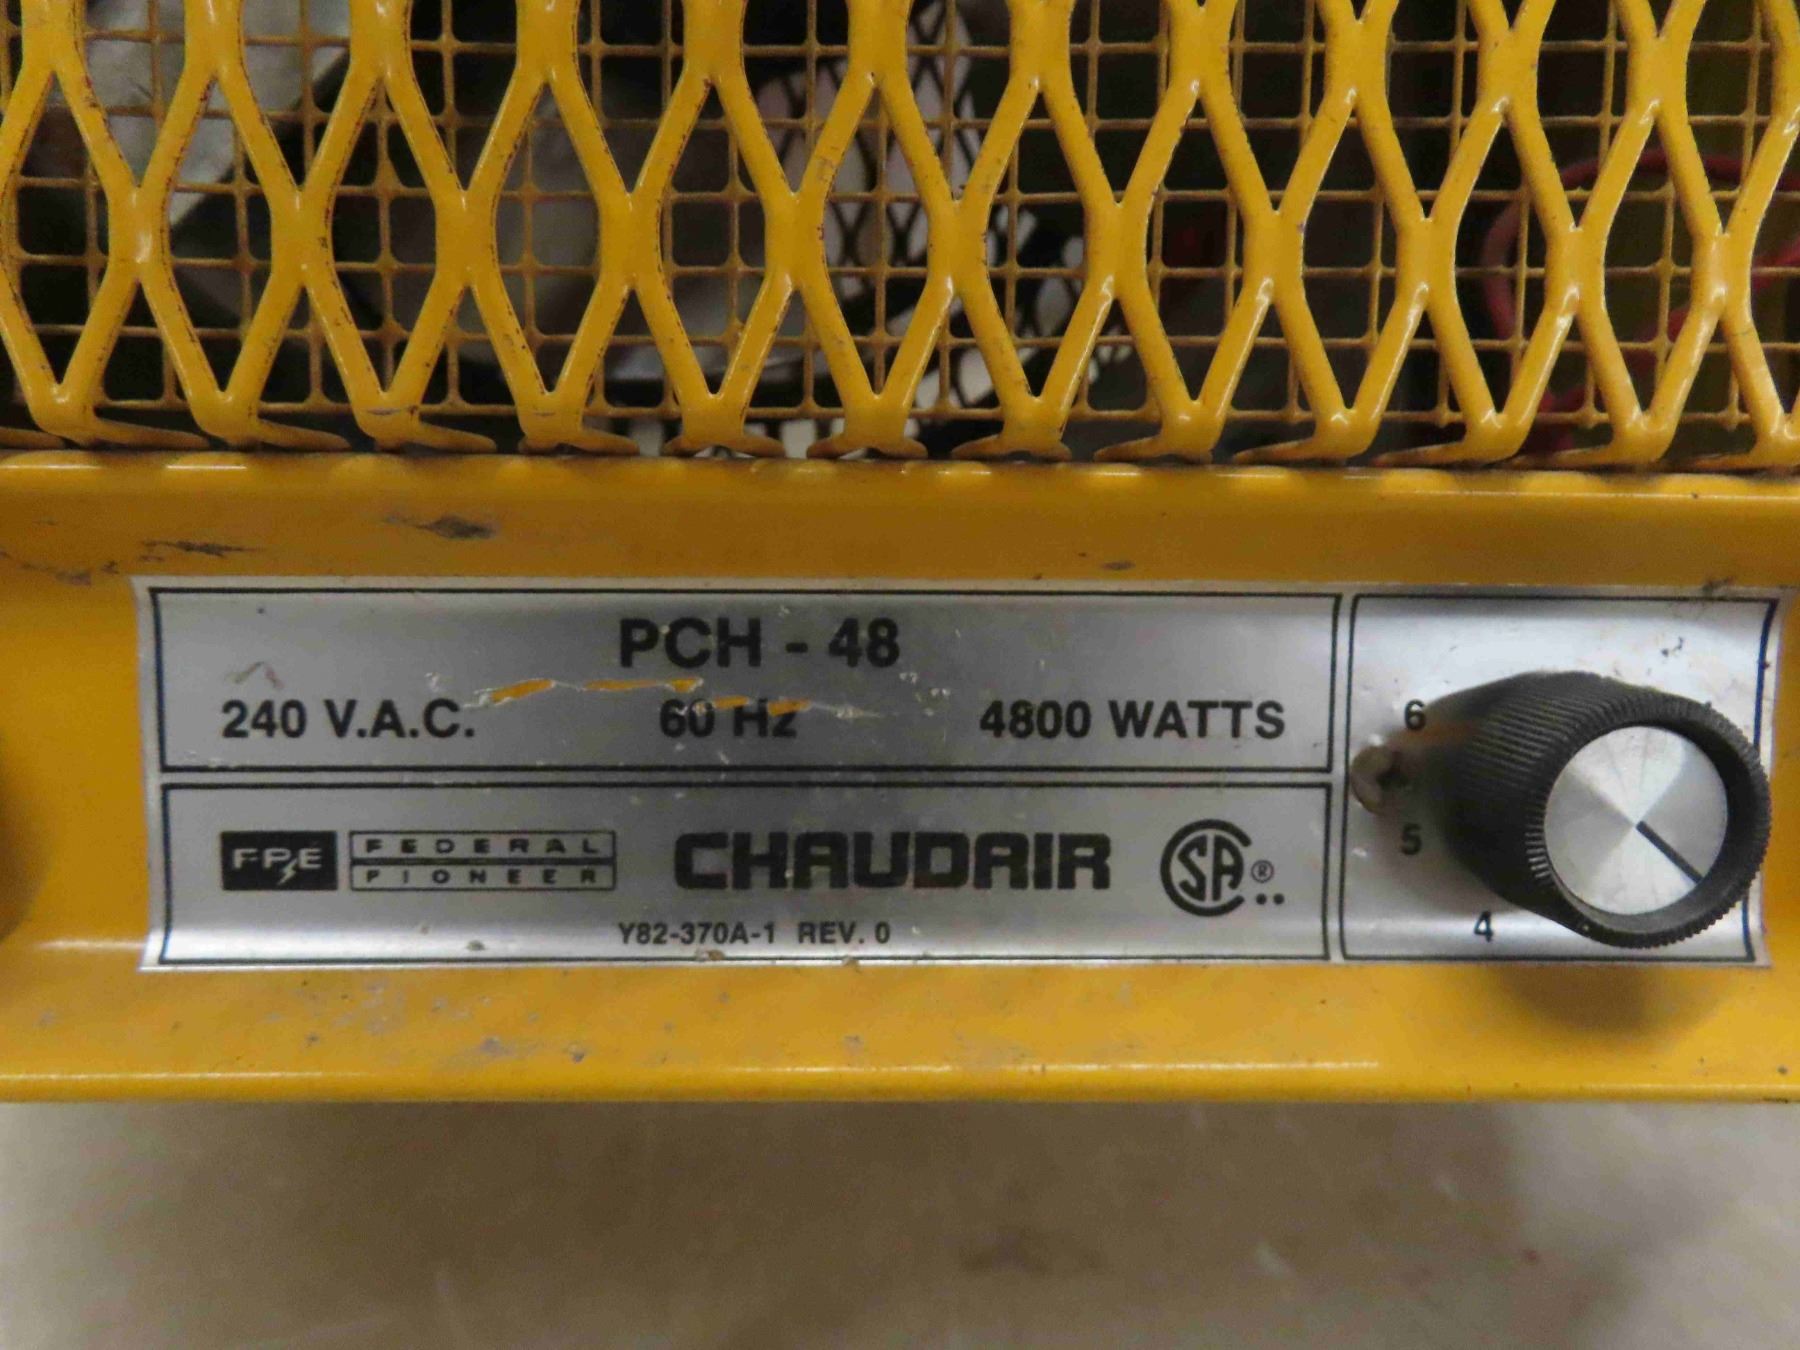 PCH - 48
240 V.A.C. 60 Hz 4800 WATTS
FPE FEDERAL PIONEER CHAUDAIR SA ®
Y82-370A-1 REV. 0
6
5
4